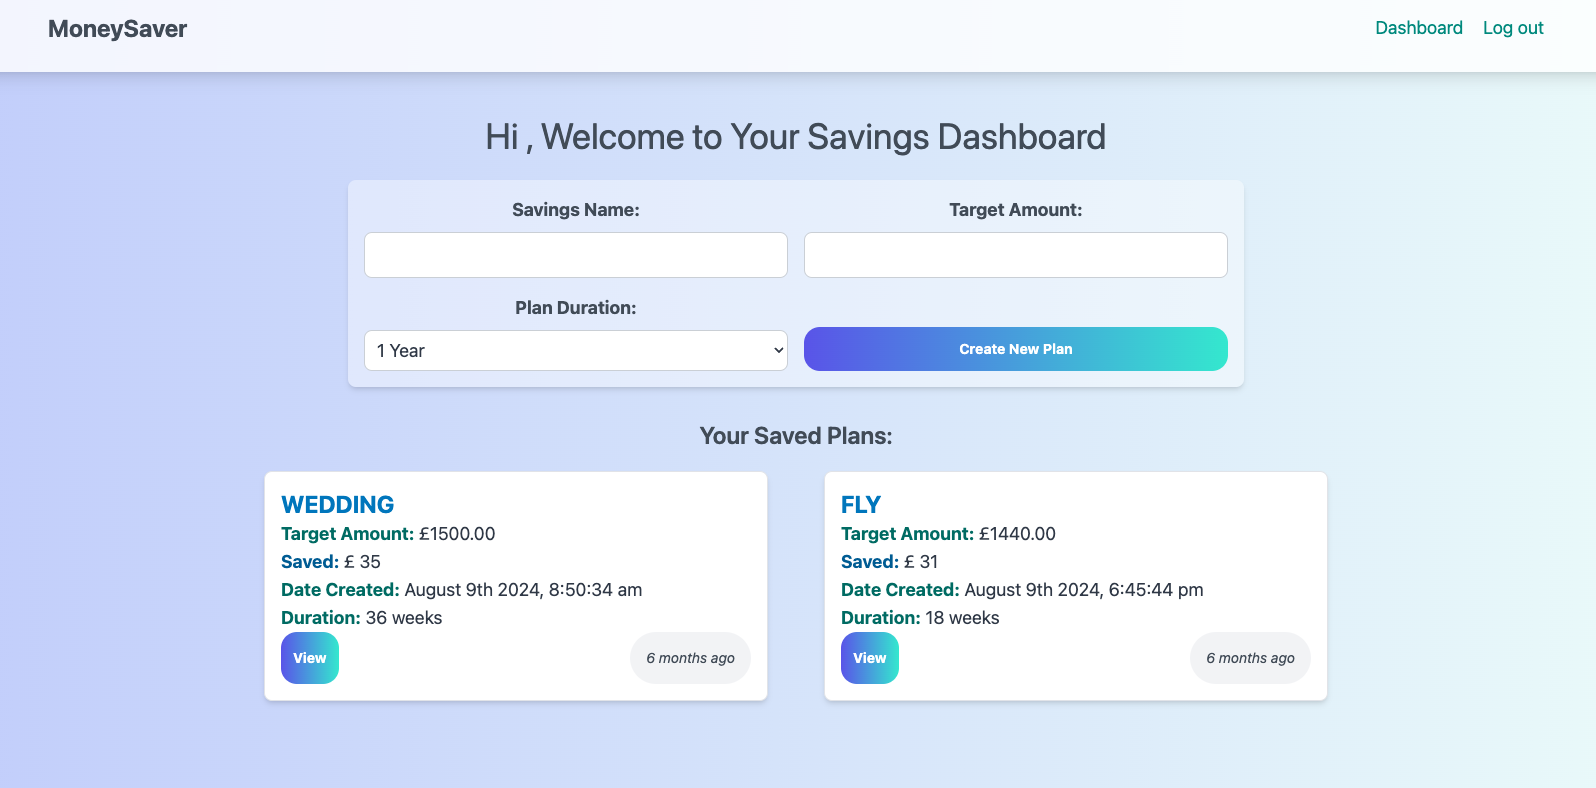 MoneySaver
Dashboard Log out
Hi , Welcome to Your Savings Dashboard
Savings Name:
Target Amount:
Plan Duration:
1 Year
Create New Plan
Your Saved Plans:
WEDDING
Target Amount: £1500.00
Saved: £ 35
Date Created: August 9th 2024, 8:50:34 am
Duration: 36 weeks
View
6 months ago
FLY
Target Amount: £1440.00
Saved: £ 31
Date Created: August 9th 2024, 6:45:44 pm
Duration: 18 weeks
View
6 months ago